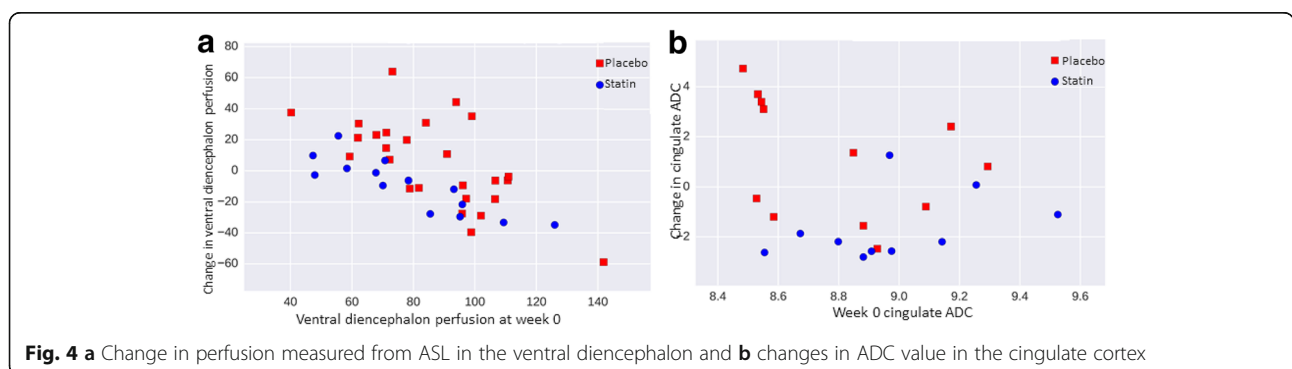 a
80
60
40
20
0
−20
−40
−60
Change in ventral diencephalon perfusion
Placebo
Statin
40 60 80 100 120 140
Ventral diencephalon perfusion at week 0
b
4
2
0
−2
Change in cingulate ADC
Placebo
Statin
8.4 8.6 8.8 9.0 9.2 9.4 9.6
Week 0 cingulate ADC
Fig. 4 a Change in perfusion measured from ASL in the ventral diencephalon and b changes in ADC value in the cingulate cortex